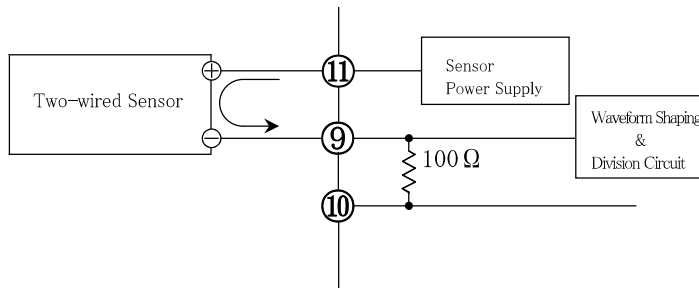 Two-wired Sensor
+
−
⑪
Sensor
Power Supply
⑨
Waveform Shaping
&
Division Circuit
100 Ω
⑩